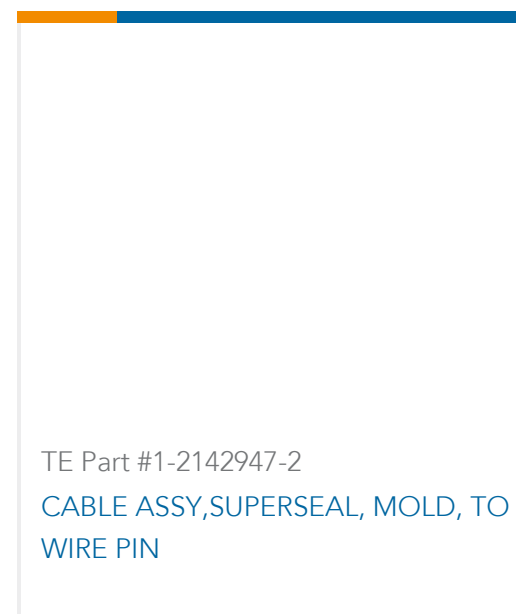 TE Part #1-2142947-2
CABLE ASSY,SUPERSEAL, MOLD, TO
WIRE PIN